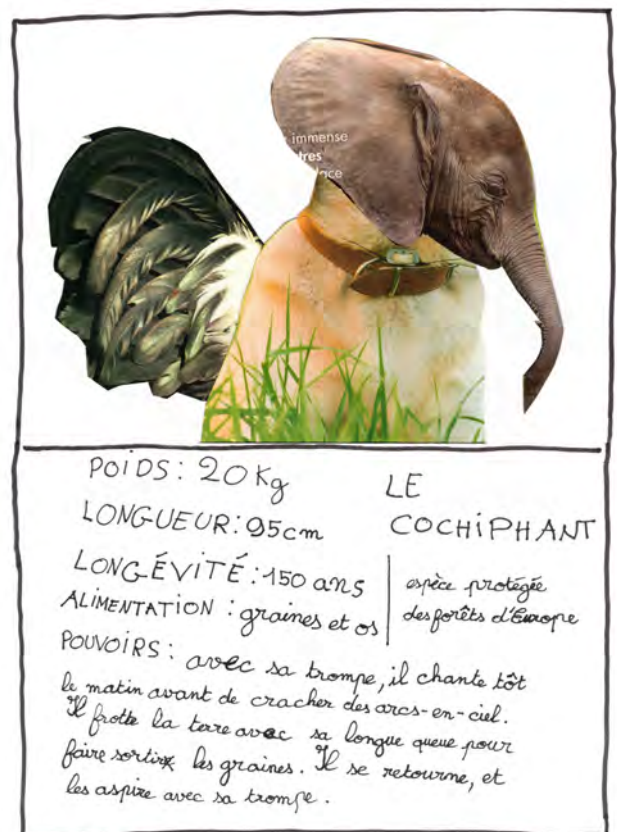 immense
tres
lace
POIDS : 20 Kg
LONGUEUR : 95cm
LONGÉVITÉ : 150 ans
ALIMENTATION : graines et os
LE
COCHIPHANT
espèce protégée
des forêts d'Europe
POUVOIRS : avec sa trompe, il chante tôt
le matin avant de cracher des arcs-en-ciel.
Il frotte la terre avec sa longue queue pour
faire sortir les graines. Il se retourne, et
les aspire avec sa trompe.